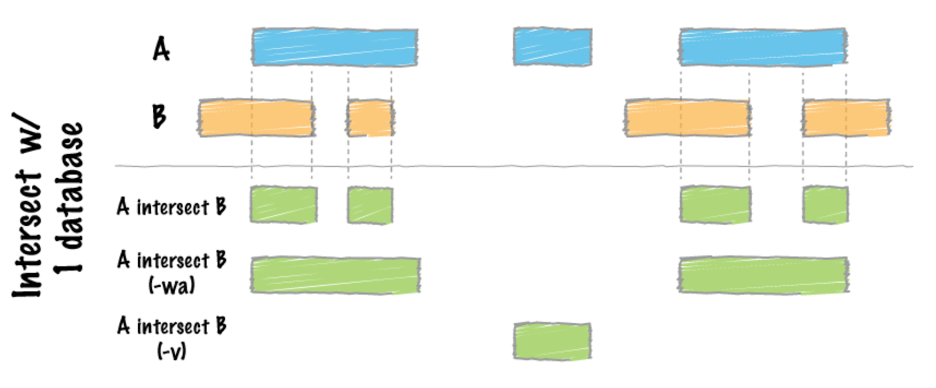 Intersect w/
1 database
A
B
A intersect B
A intersect B
(-wa)
A intersect B
(-v)